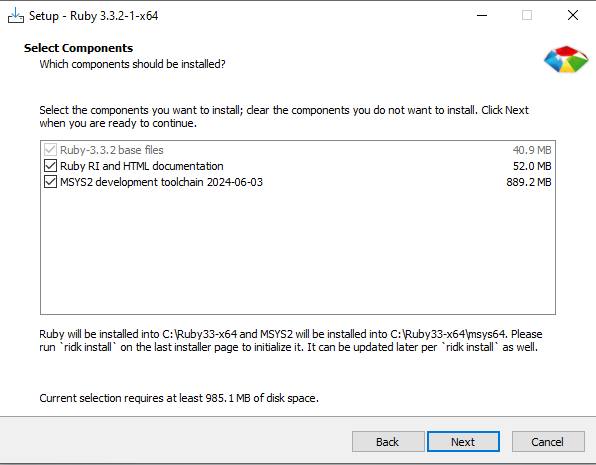 Setup - Ruby 3.3.2-1-x64
Select Components
Which components should be installed?
Select the components you want to install; clear the components you do not want to install. Click Next
when you are ready to continue.
Ruby-3.3.2 base files 40.9 MB
Ruby RI and HTML documentation 52.0 MB
MSYS2 development toolchain 2024-06-03 889.2 MB
Ruby will be installed into C:\Ruby33-x64 and MSYS2 will be installed into C:\Ruby33-x64\msys64. Please
run `ridk install` on the last installer page to initialize it. It can be updated later per `ridk install` as well.
Current selection requires at least 985.1 MB of disk space.
Back Next Cancel